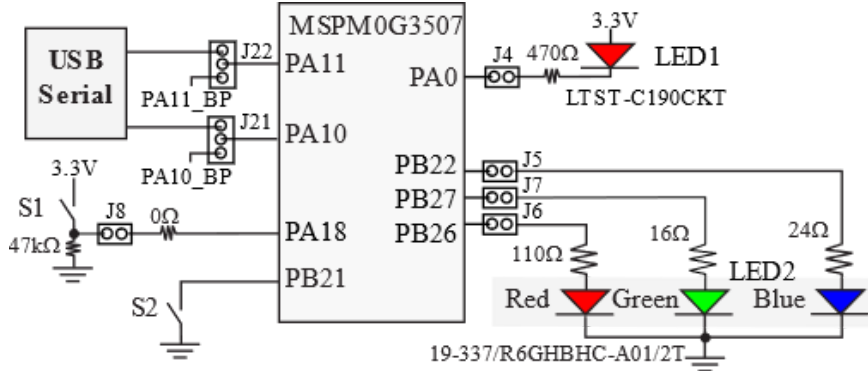 MSPM0G3507
3.3V
USB
Serial
J22
PA11
PA11_BP
J4
470Ω
PA0
LED1
LTST-C190CKT
J21
PA10
PA10_BP
PB22
J5
PB27
J7
PB26
J6
3.3V
S1
J8
0Ω
47kΩ
PA18
110Ω
16Ω
24Ω
LED2
PB21
S2
Red
Green
Blue
19-337/R6GHBHC-A01/2T